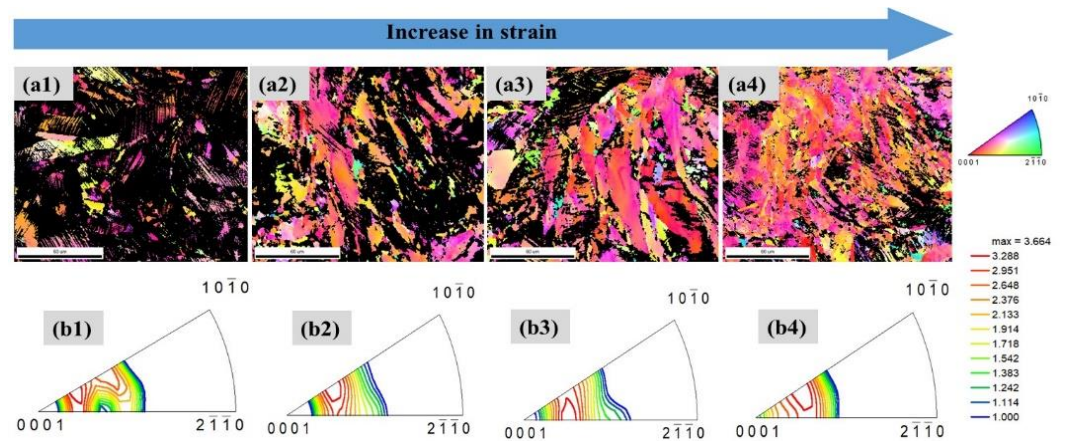 Increase in strain
(a1) (a2) (a3) (a4)
101̄0
0001 21̄1̄0
max = 3.664
3.288
2.951
2.648
2.376
2.133
1.914
1.718
1.542
1.383
1.242
1.114
1.000
101̄0 101̄0 101̄0 101̄0
(b1) (b2) (b3) (b4)
0001 21̄1̄0 0001 21̄1̄0 0001 21̄1̄0 0001 21̄1̄0